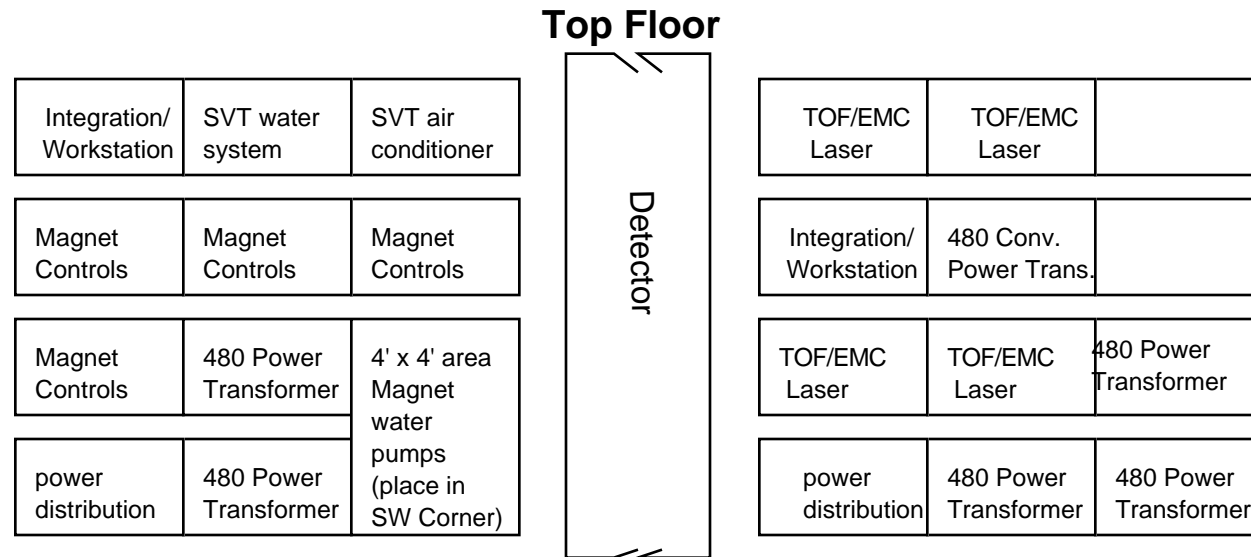 Top Floor
Integration/
Workstation
SVT water
system
SVT air
conditioner
Magnet
Controls
Magnet
Controls
Magnet
Controls
Magnet
Controls
480 Power
Transformer
4' x 4' area
Magnet
water
pumps
(place in
SW Corner)
power
distribution
480 Power
Transformer
Detector
TOF/EMC
Laser
TOF/EMC
Laser
Integration/
Workstation
480 Conv.
Power Trans.
TOF/EMC
Laser
TOF/EMC
Laser
480 Power
Transformer
power
distribution
480 Power
Transformer
480 Power
Transformer